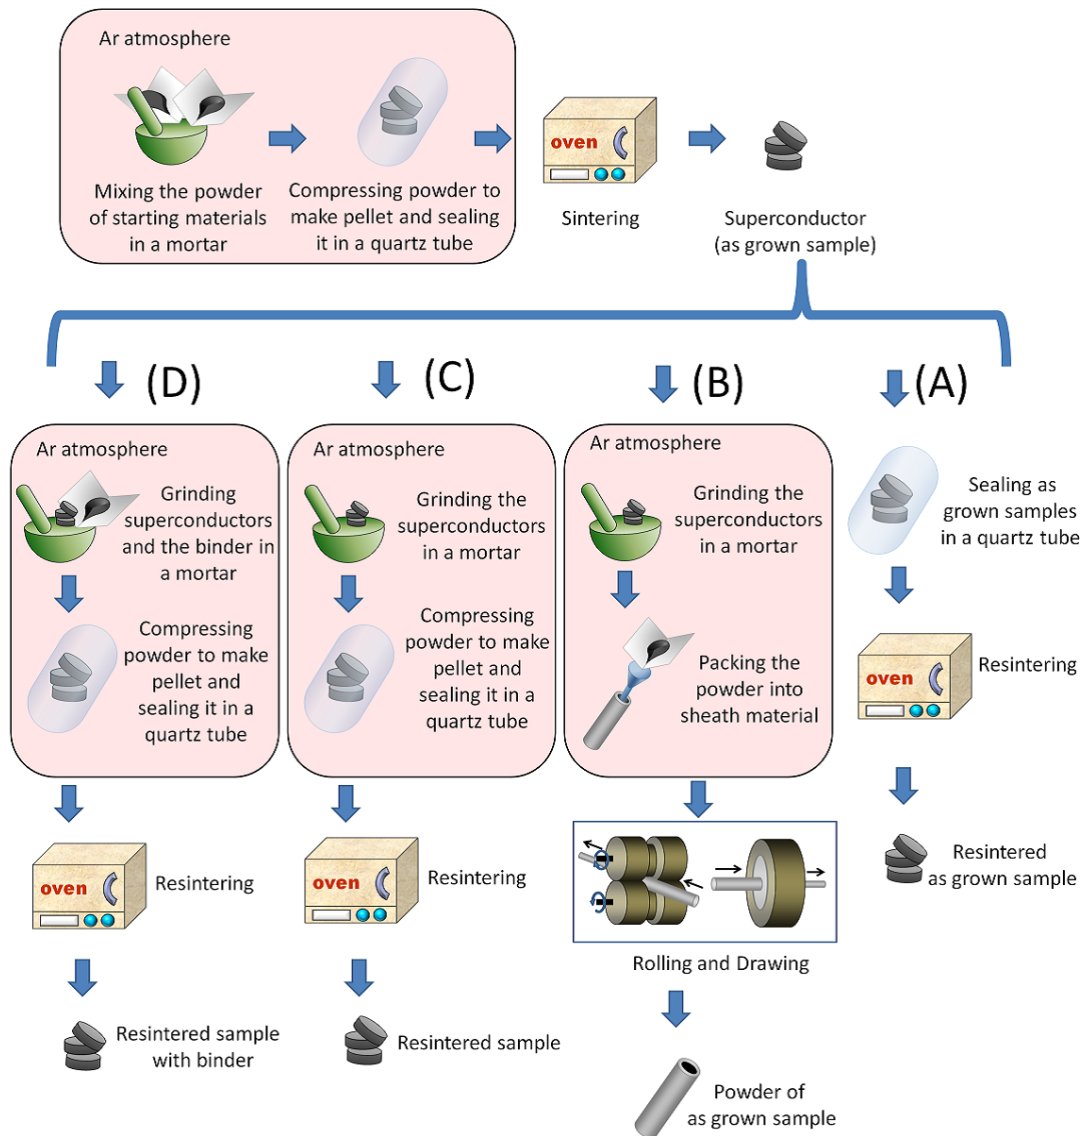 Ar atmosphere
Mixing the powder
of starting materials
in a mortar
Compressing powder to
make pellet and sealing
it in a quartz tube
oven
Sintering
Superconductor
(as grown sample)
(D)
Ar atmosphere
Grinding
superconductors
and the binder in
a mortar
Compressing
powder to make
pellet and
sealing it in a
quartz tube
oven
Resintering
Resintered sample
with binder
(C)
Ar atmosphere
Grinding the
superconductors
in a mortar
Compressing
powder to make
pellet and
sealing it in a
quartz tube
oven
Resintering
Resintered sample
(B)
Ar atmosphere
Grinding the
superconductors
in a mortar
Packing the
powder into
sheath material
Rolling and Drawing
Powder of
as grown sample
(A)
Sealing as
grown samples
in a quartz tube
oven
Resintering
Resintered
as grown sample